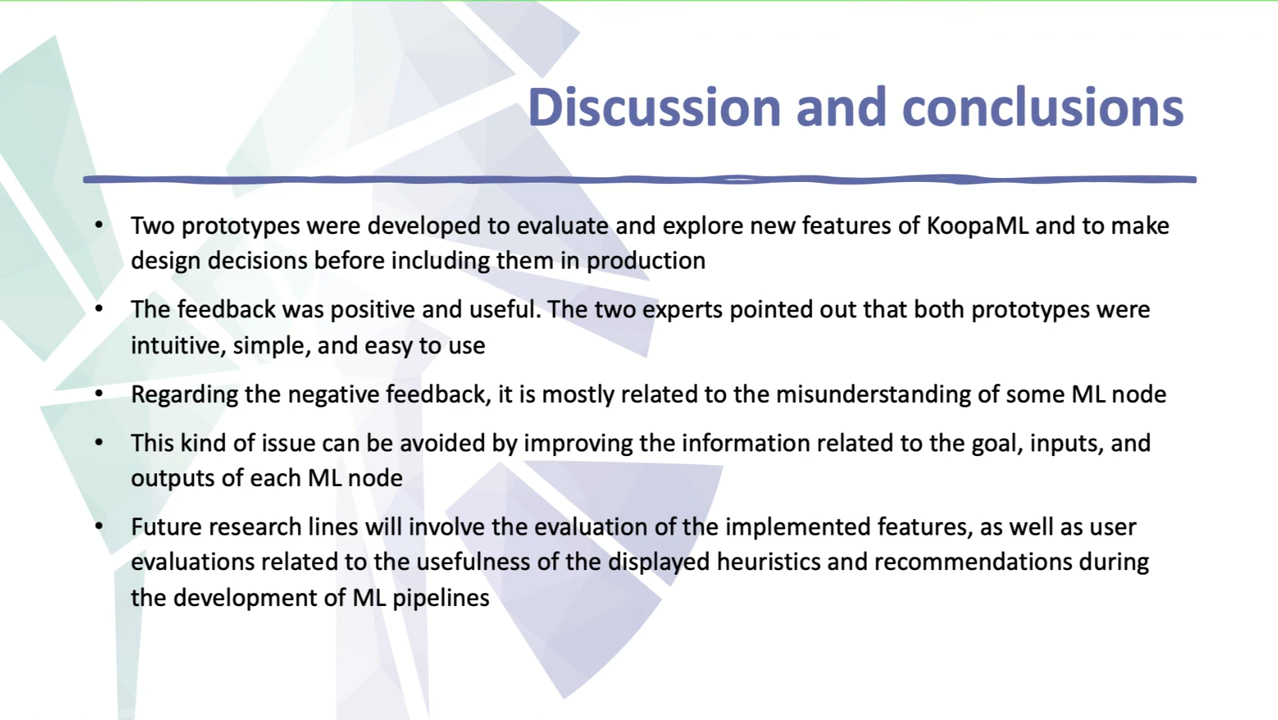 Discussion and conclusions
• Two prototypes were developed to evaluate and explore new features of KoopaML and to make
design decisions before including them in production
• The feedback was positive and useful. The two experts pointed out that both prototypes were
intuitive, simple, and easy to use
• Regarding the negative feedback, it is mostly related to the misunderstanding of some ML node
• This kind of issue can be avoided by improving the information related to the goal, inputs, and
outputs of each ML node
• Future research lines will involve the evaluation of the implemented features, as well as user
evaluations related to the usefulness of the displayed heuristics and recommendations during
the development of ML pipelines